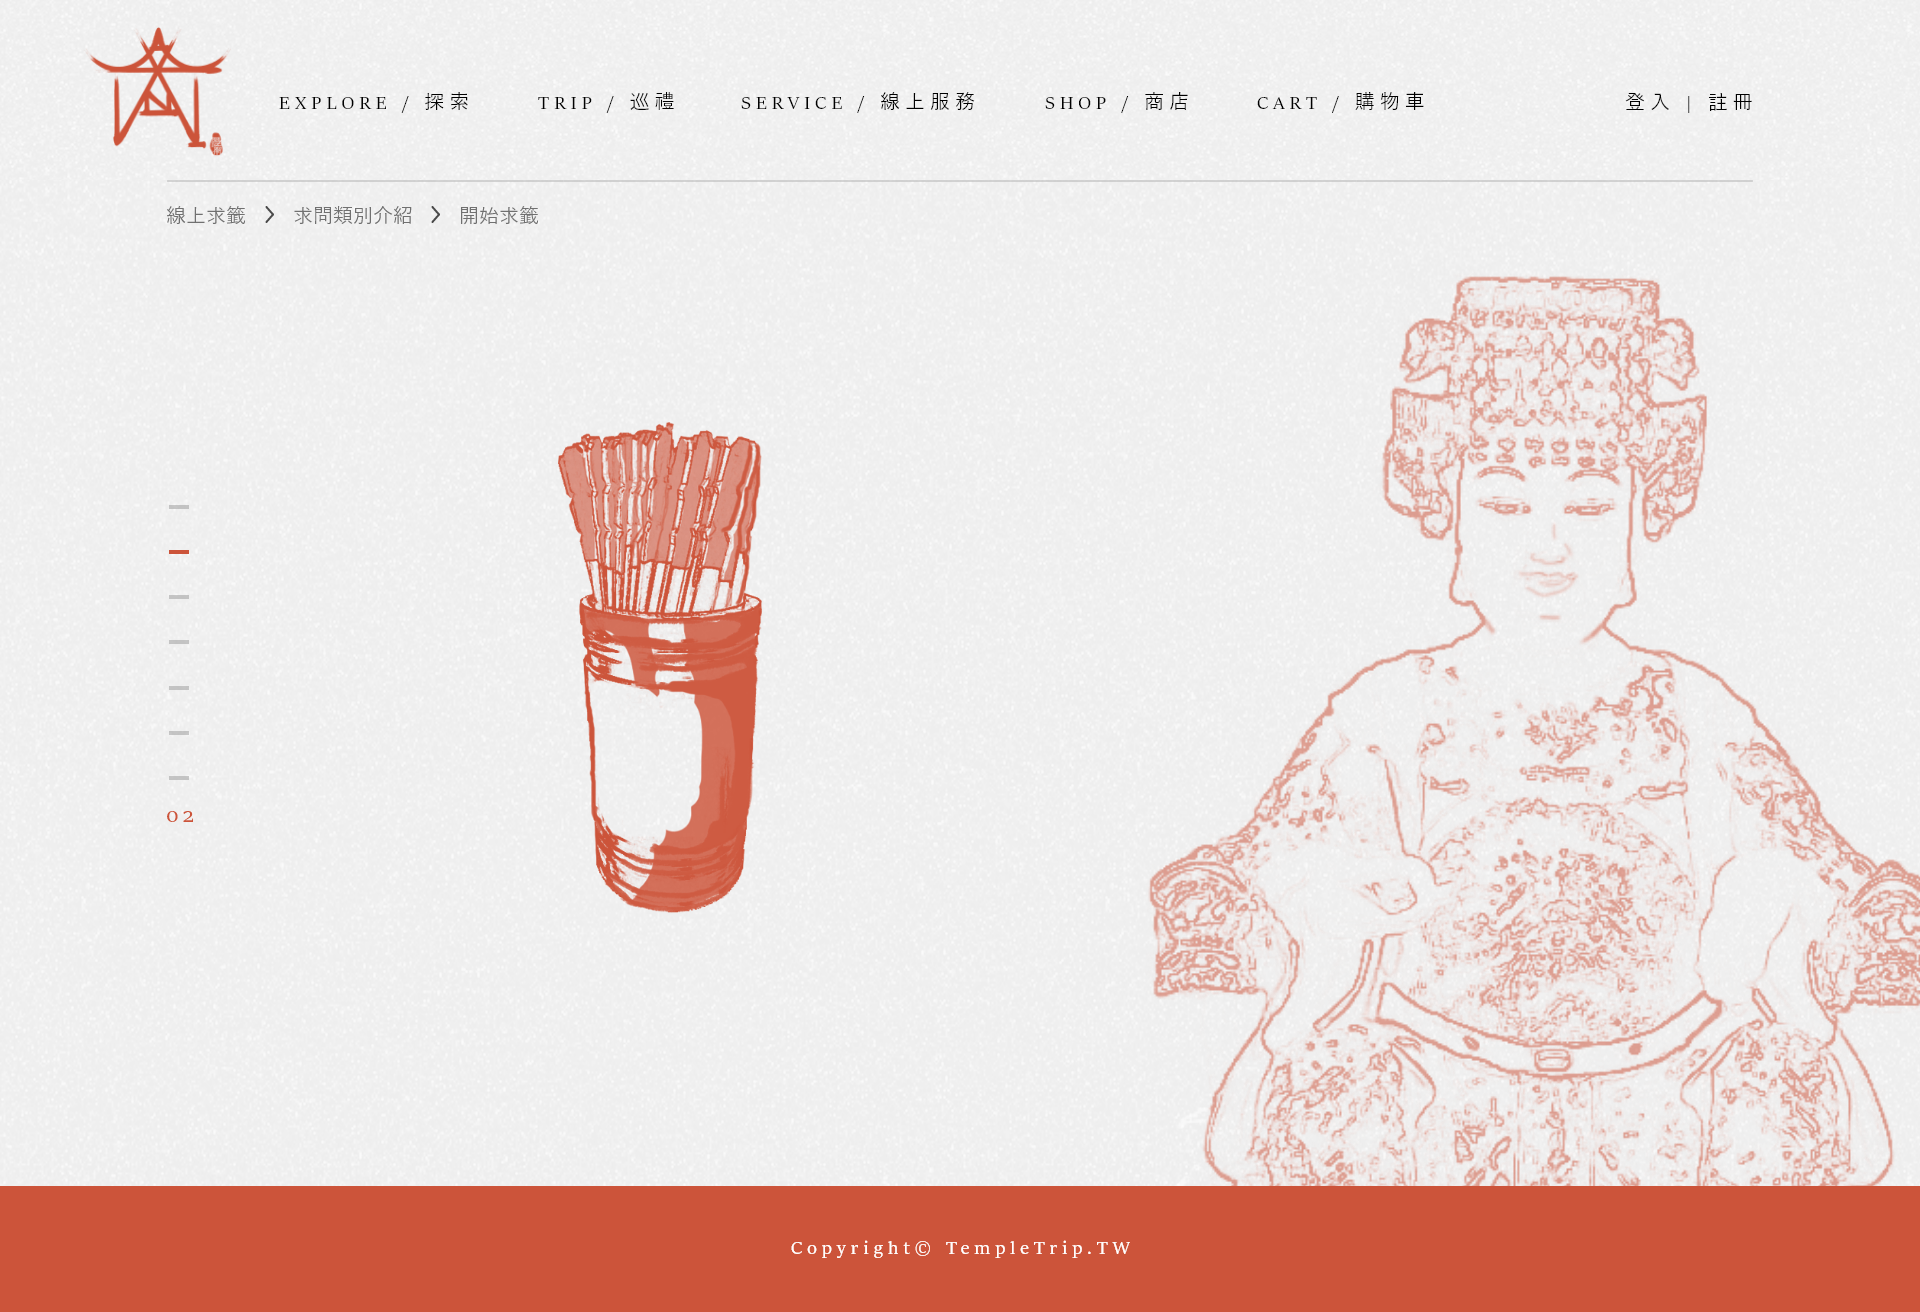 EXPLORE / 探索 TRIP / 巡禮 SERVICE / 線上服務 SHOP / 商店 CART / 購物車 登入 | 註冊
線上求籤 > 求問類別介紹 > 開始求籤
02
Copyright© TempleTrip.TW